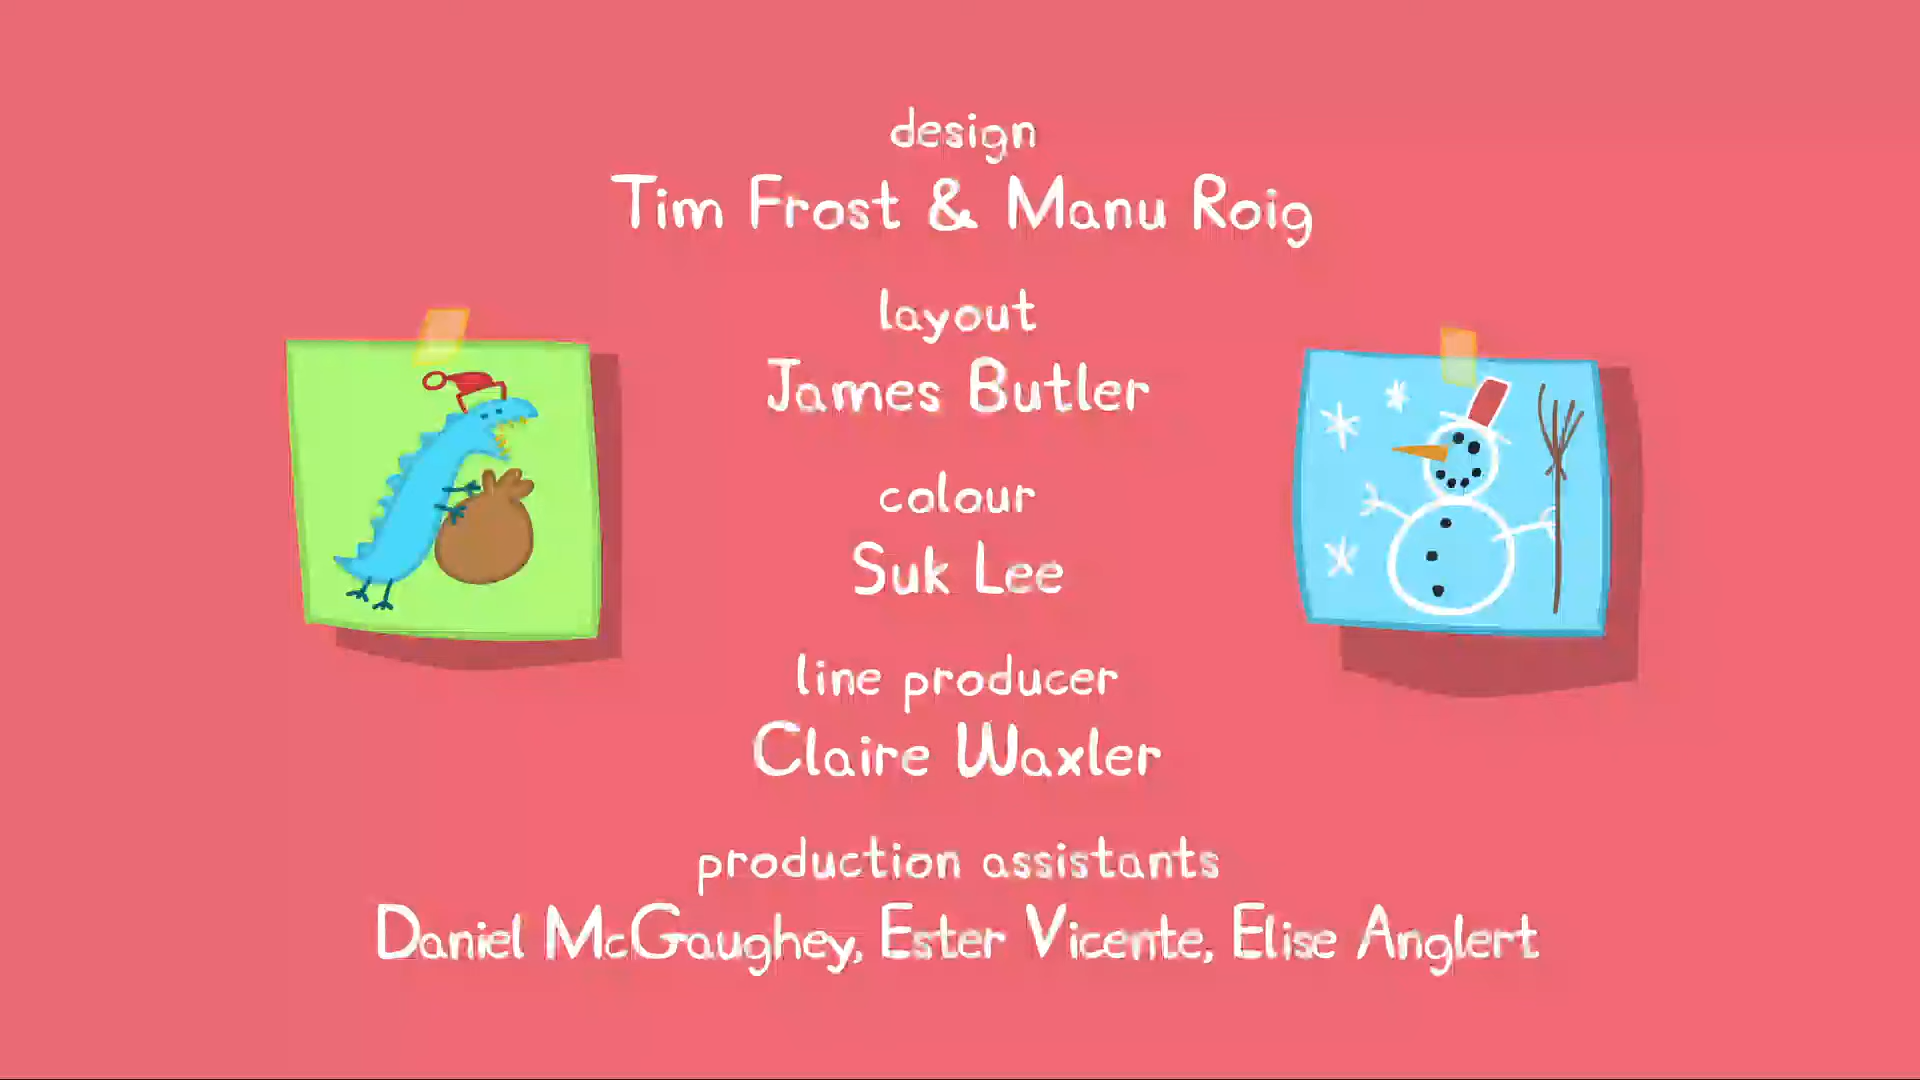 design
Tim Frost & Manu Roig
layout
James Butler
colour
Suk Lee
line producer
Claire Waxler
production assistants
Daniel McGaughey, Ester Vicente, Elise Anglert